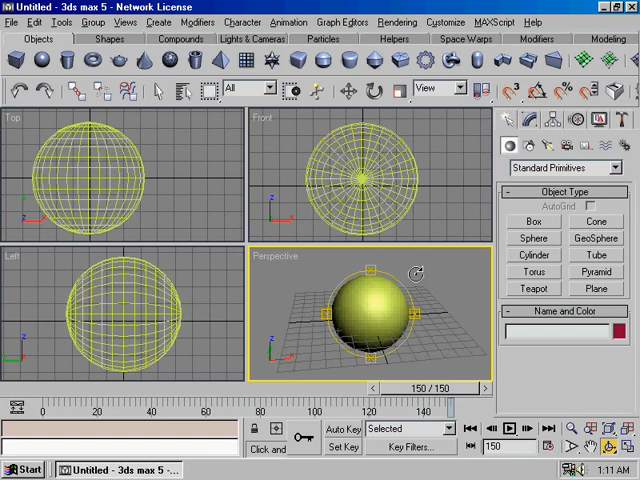 Untitled - 3ds max 5 - Network License
File Edit Tools Group Views Create Modifiers Character Animation Graph Editors Rendering Customize MAXScript Help
Objects Shapes Compounds Lights & Cameras Particles Helpers Space Warps Modifiers Modeling
All View
Top Front
Left Perspective
Standard Primitives
- Object Type
AutoGrid
Box Cone
Sphere GeoSphere
Cylinder Tube
Torus Pyramid
Teapot Plane
- Name and Color
< 150 / 150 >
0 20 40 60 80 100 120 140
Auto Key Selected
Click and Set Key Key Filters... 150
Start Untitled - 3ds max 5 -... 1:11 AM